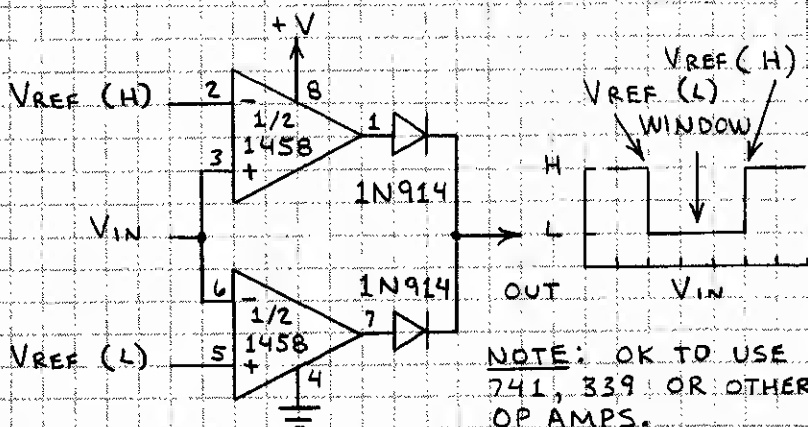 +V
VREF (H)
2
-
8
1/2
1458
1
3
+
1N914
VIN
6
-
1/2
1458
1N914
7
VREF (L)
5
+
4
VREF (H)
VREF (L)
WINDOW
H
L
OUT
VIN
NOTE: OK TO USE
741, 339 OR OTHER
OP AMPS.